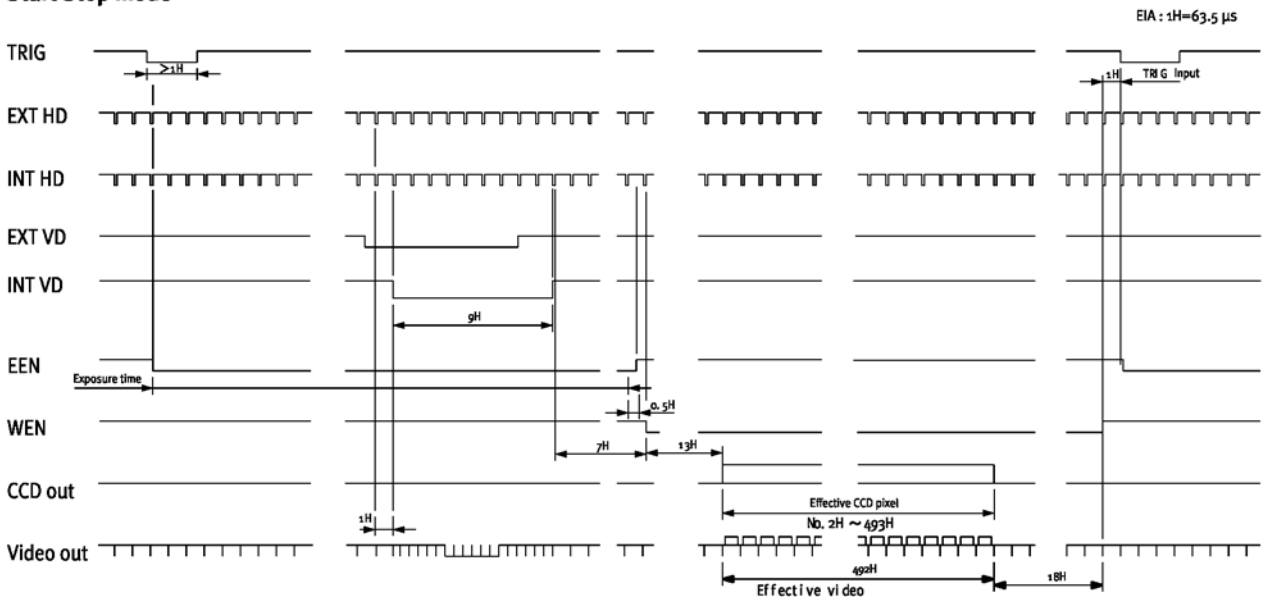 EIA : 1H=63.5 µs
TRIG
>1H
1H
TRIG Input
EXT HD
INT HD
EXT VD
INT VD
9H
EEN
Exposure time
0.5H
WEN
7H
13H
CCD out
Effective CCD pixel
No. 2H ～ 493H
1H
Video out
492H
18H
Effective video